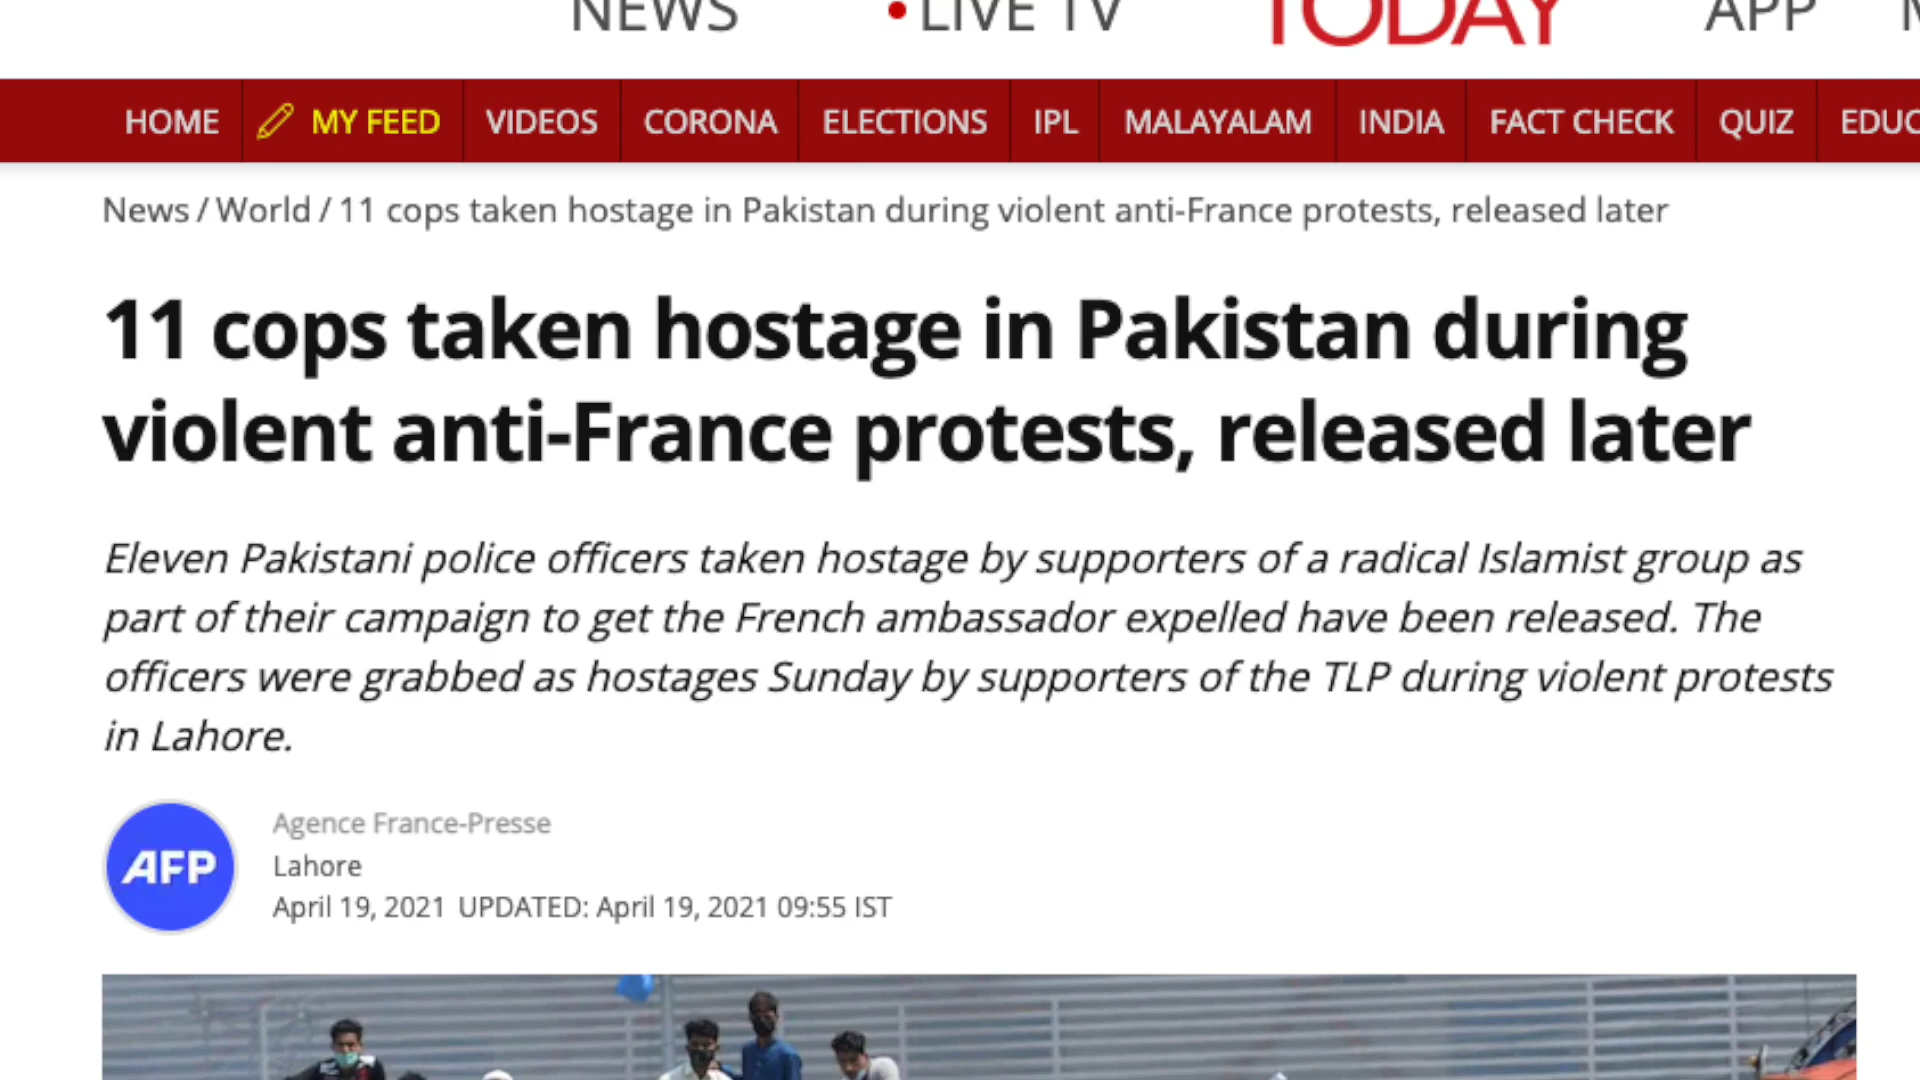 NEWS LIVE TV TODAY APP
HOME MY FEED VIDEOS CORONA ELECTIONS IPL MALAYALAM INDIA FACT CHECK QUIZ EDUC
News / World / 11 cops taken hostage in Pakistan during violent anti-France protests, released later
11 cops taken hostage in Pakistan during
violent anti-France protests, released later
Eleven Pakistani police officers taken hostage by supporters of a radical Islamist group as
part of their campaign to get the French ambassador expelled have been released. The
officers were grabbed as hostages Sunday by supporters of the TLP during violent protests
in Lahore.
AFP
Agence France-Presse
Lahore
April 19, 2021 UPDATED: April 19, 2021 09:55 IST